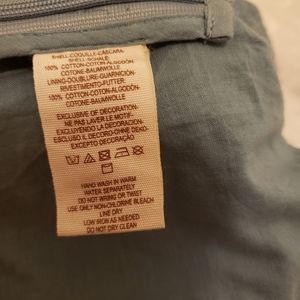 SHELL-COQUILLE-CÁSCARA-
SHELL-SCHALE:
100% COTTON-COTON-ALGODÓN-
COTONE-BAUMWOLLE
LINING-DOUBLURE-GUARNICIÓN-
RIVESTIMENTO-FUTTER:
100% COTTON-COTON-ALGODÓN-
COTONE-BAUMWOLLE
EXCLUSIVE OF DECORATION-
NE PAS LAVER LE MOTIF-
EXCLUYENDO LA DECORACIÓN-
ESCLUSO IL DECORO-OHNE DEKO-
EXCEPTO DECORAÇÃO
HAND WASH IN WARM
WATER SEPARATELY
DO NOT WRING OR TWIST
USE ONLY NON-CHLORINE BLEACH
LINE DRY
LOW IRON AS NEEDED
DO NOT DRY CLEAN